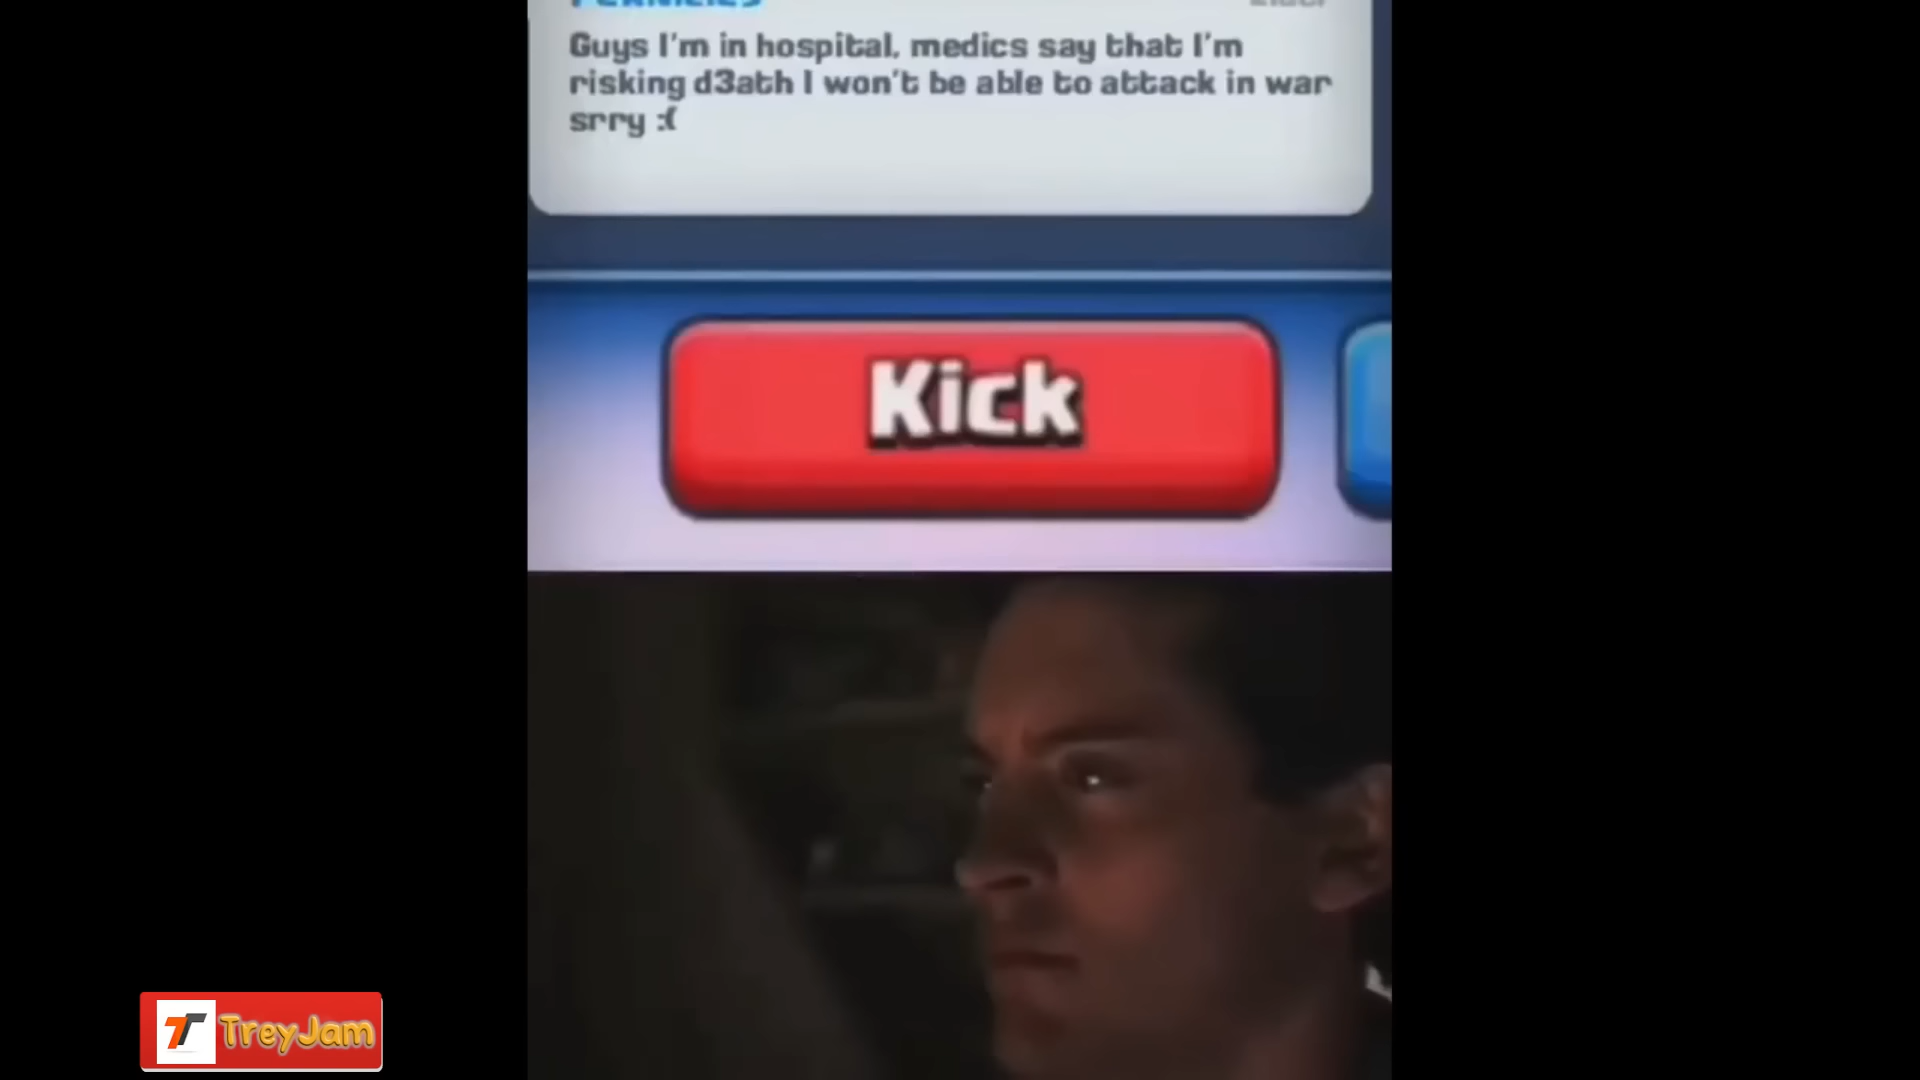 Guys I'm in hospital, medics say that I'm
risking d3ath I won't be able to attack in war
srry :(
Kick
TreyJam